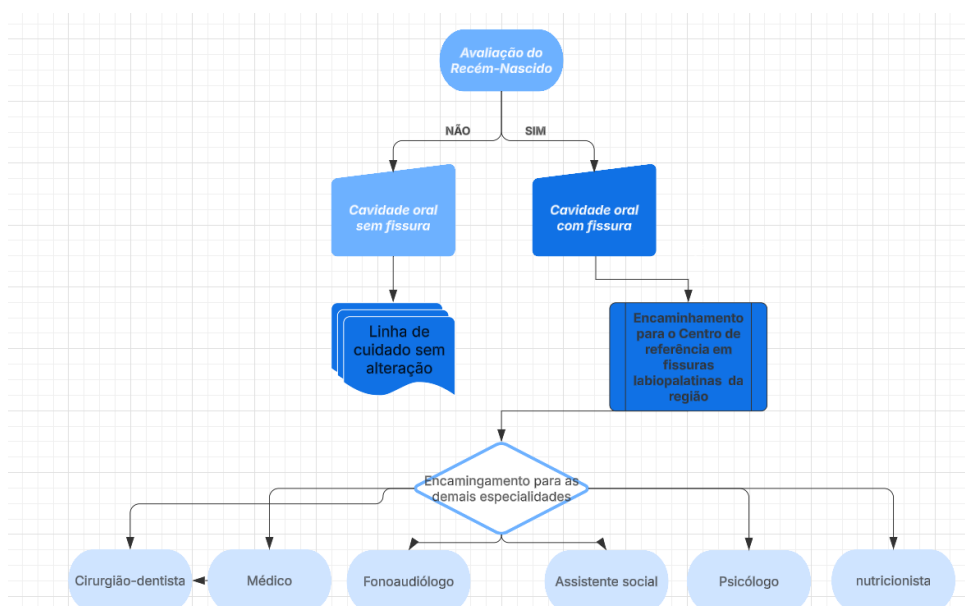 Avaliação do
Recém-Nascido
NÃO
SIM
Cavidade oral
sem fissura
Cavidade oral
com fissura
Linha de
cuidado sem
alteração
Encaminhamento
para o Centro de
referência em
fissuras
labiopalatinas da
região
Encamingamento para as
demais especialidades
Cirurgião-dentista
Médico
Fonoaudiólogo
Assistente social
Psicólogo
nutricionista